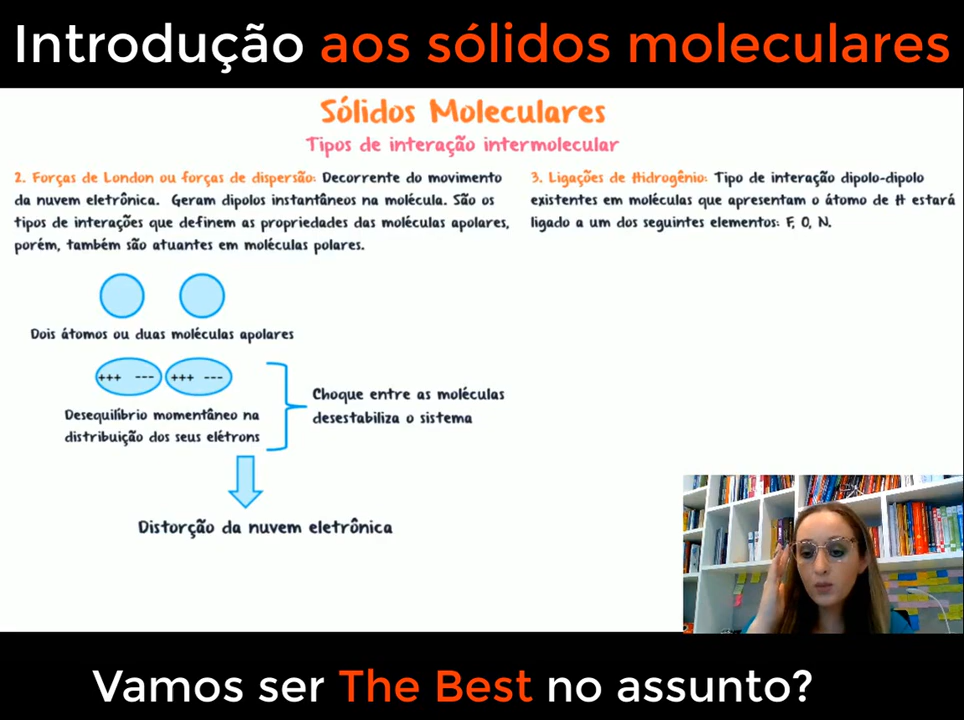 Introdução aos sólidos moleculares
Sólidos Moleculares
Tipos de interação intermolecular
2. Forças de London ou forças de dispersão: Decorrente do movimento
da nuvem eletrônica. Geram dipolos instantâneos na molécula. São os
tipos de interações que definem as propriedades das moléculas apolares,
porém, também são atuantes em moléculas polares.
Dois átomos ou duas moléculas apolares
+++ --- +++ ---
Desequilíbrio momentâneo na
distribuição dos seus elétrons
Choque entre as moléculas
desestabiliza o sistema
Distorção da nuvem eletrônica
3. Ligações de Hidrogênio: Tipo de interação dipolo-dipolo
existentes em moléculas que apresentam o átomo de H estará
ligado a um dos seguintes elementos: F, O, N.
Vamos ser The Best no assunto?